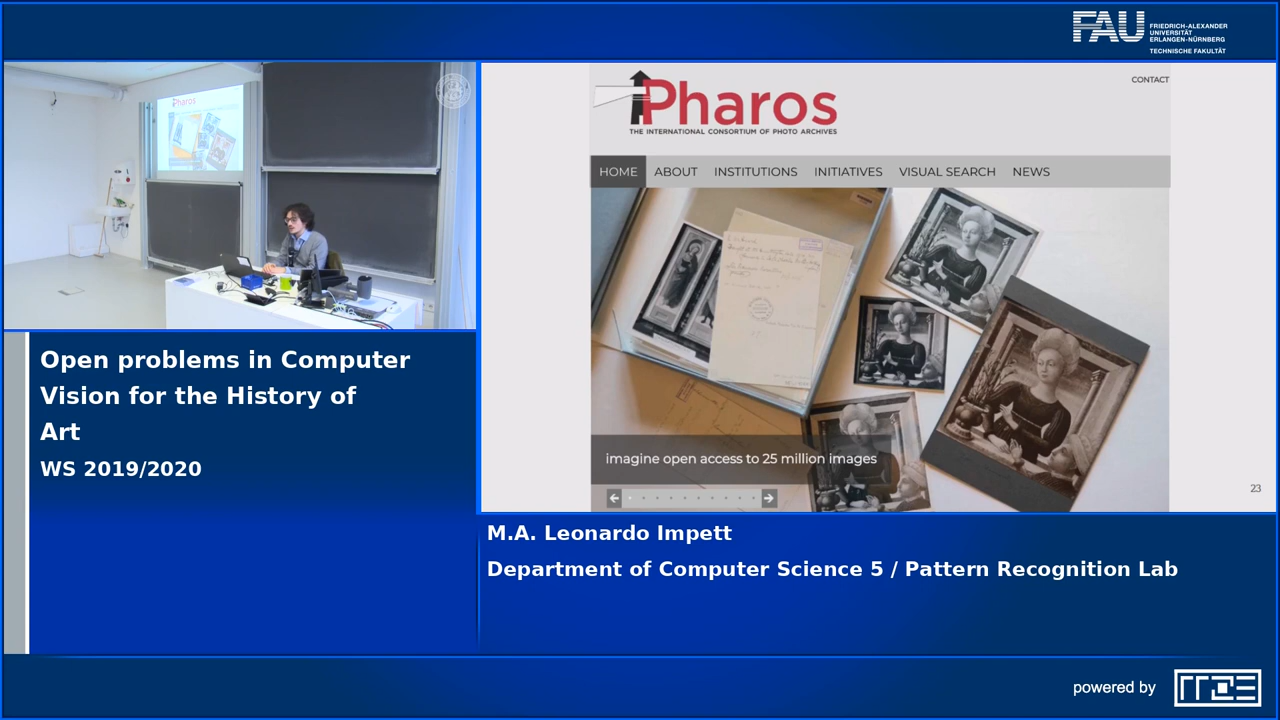 FAU
FRIEDRICH-ALEXANDER
UNIVERSITÄT
ERLANGEN-NÜRNBERG
TECHNISCHE FAKULTÄT
Pharos
CONTACT
Pharos
THE INTERNATIONAL CONSORTIUM OF PHOTO ARCHIVES
HOME ABOUT INSTITUTIONS INITIATIVES VISUAL SEARCH NEWS
imagine open access to 25 million images
23
Open problems in Computer
Vision for the History of
Art
WS 2019/2020
M.A. Leonardo Impett
Department of Computer Science 5 / Pattern Recognition Lab
powered by